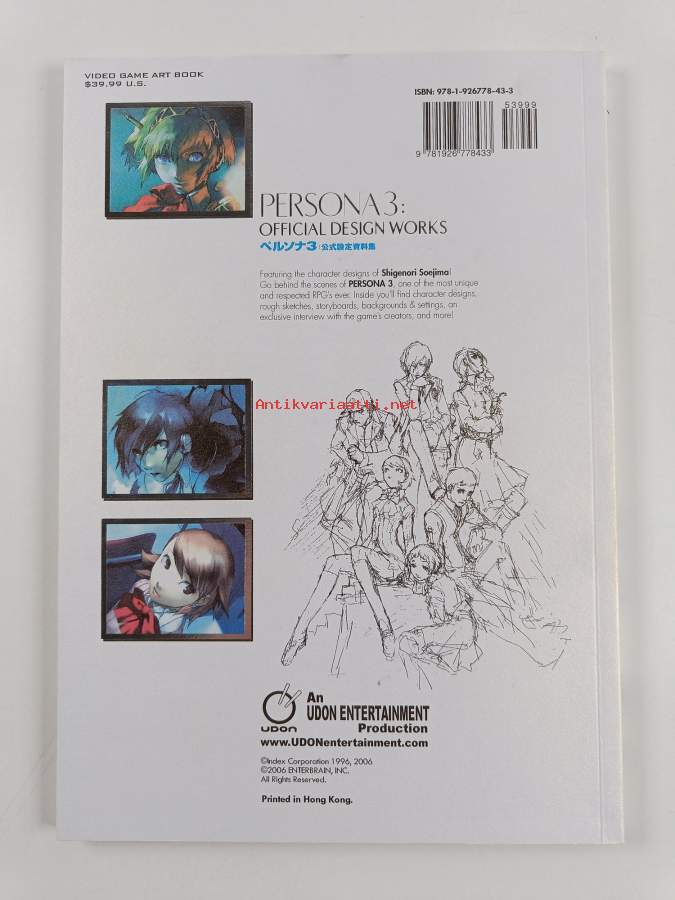 VIDEO GAME ART BOOK
$39.99 U.S.
ISBN: 978-1-926778-43-3
53999
9 781926 778433
PERSONA 3:
OFFICIAL DESIGN WORKS
ペルソナ3:公式設定資料集
Featuring the character designs of Shigenori Soejima!
Go behind the scenes of PERSONA 3, one of the most unique
and respected RPG's ever. Inside you'll find character designs,
rough sketches, storyboards, backgrounds & settings, an
exclusive interview with the game's creators, and more!
Antikvariaatti.net
An
UDON ENTERTAINMENT
Production
UDON
www.UDONentertainment.com
©Index Corporation 1996, 2006
©2006 ENTERBRAIN, INC.
All Rights Reserved.
Printed in Hong Kong.